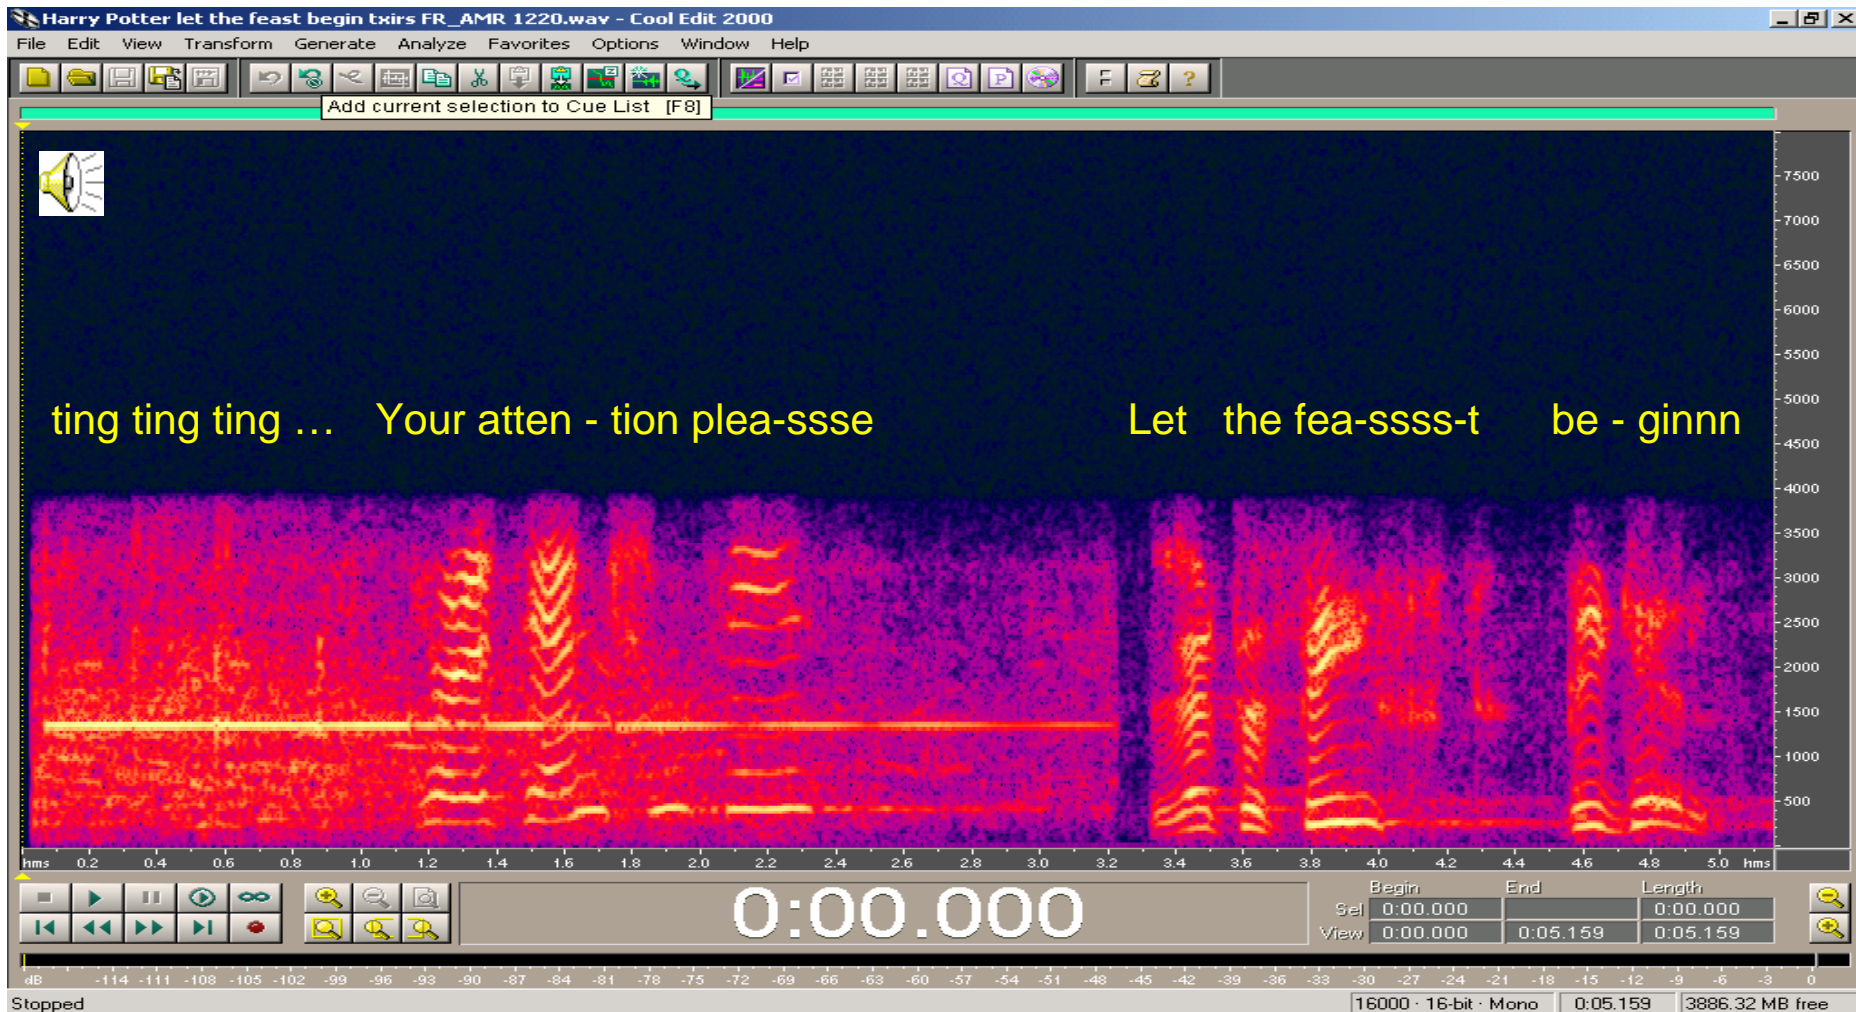 Harry Potter let the feast begin txirs FR_AMR 1220.wav - Cool Edit 2000
File Edit View Transform Generate Analyze Favorites Options Window Help
Add current selection to Cue List [F8]
7500
7000
6500
6000
5500
5000
4500
4000
3500
3000
2500
2000
1500
1000
500
ting ting ting … Your atten - tion plea-ssse Let the fea-ssss-t be - ginnn
hms 0.2 0.4 0.6 0.8 1.0 1.2 1.4 1.6 1.8 2.0 2.2 2.4 2.6 2.8 3.0 3.2 3.4 3.6 3.8 4.0 4.2 4.4 4.6 4.8 5.0 hms
0:00.000
Begin End Length
Sel 0:00.000 0:00.000
View 0:00.000 0:05.159 0:05.159
dB -114 -111 -108 -105 -102 -99 -96 -93 -90 -87 -84 -81 -78 -75 -72 -69 -66 -63 -60 -57 -54 -51 -48 -45 -42 -39 -36 -33 -30 -27 -24 -21 -18 -15 -12 -9 -6 -3 0
Stopped 16000 · 16-bit · Mono 0:05.159 3886.32 MB free